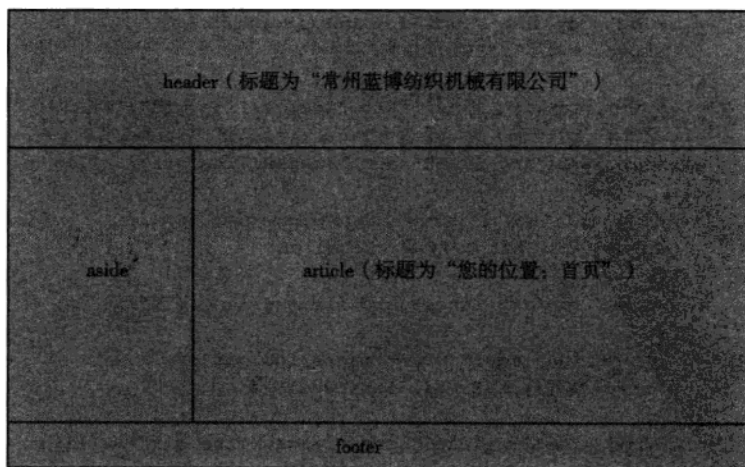 header（标题为“常州蓝博纺织机械有限公司”）
aside
article（标题为“您的位置：首页”）
footer